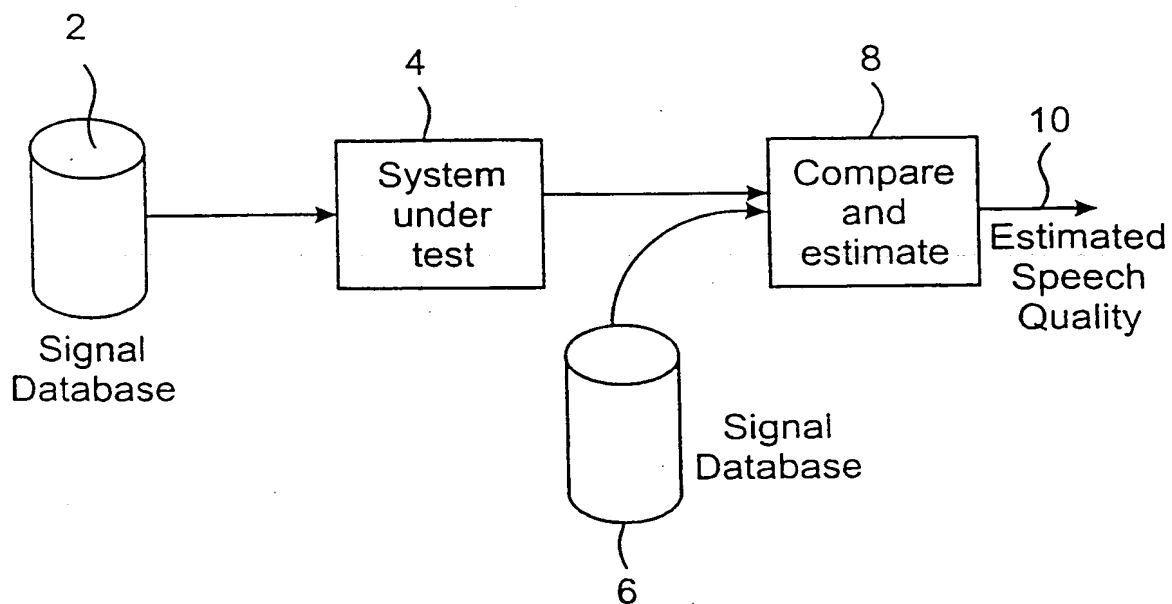 2
4
8
10
System
under
test
Compare
and
estimate
Estimated
Speech
Quality
Signal
Database
Signal
Database
6